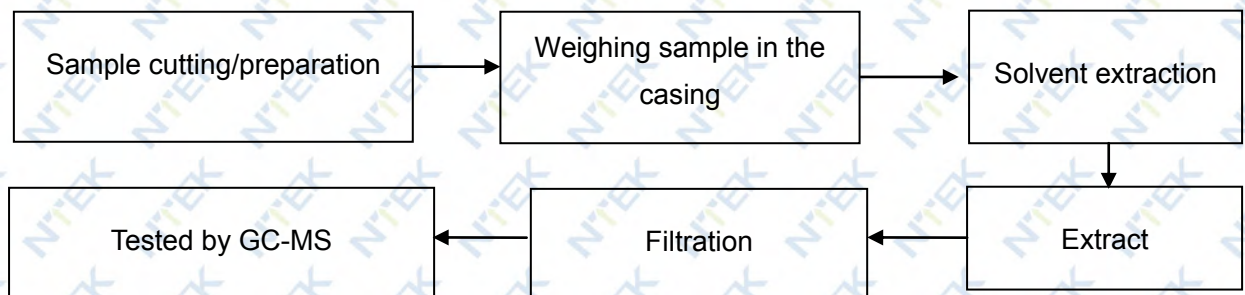 Sample cutting/preparation
Weighing sample in the
casing
Solvent extraction
Extract
Filtration
Tested by GC-MS